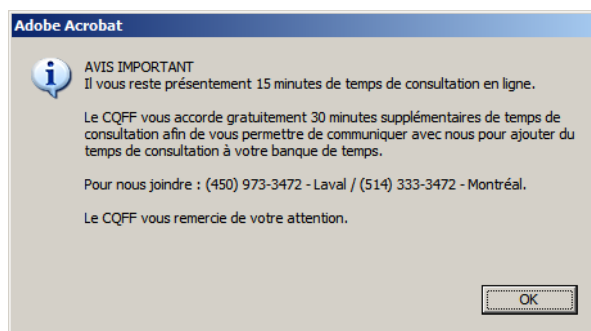 Adobe Acrobat
AVIS IMPORTANT
Il vous reste présentement 15 minutes de temps de consultation en ligne.
Le CQFF vous accorde gratuitement 30 minutes supplémentaires de temps de
consultation afin de vous permettre de communiquer avec nous pour ajouter du
temps de consultation à votre banque de temps.
Pour nous joindre : (450) 973-3472 - Laval / (514) 333-3472 - Montréal.
Le CQFF vous remercie de votre attention.
OK